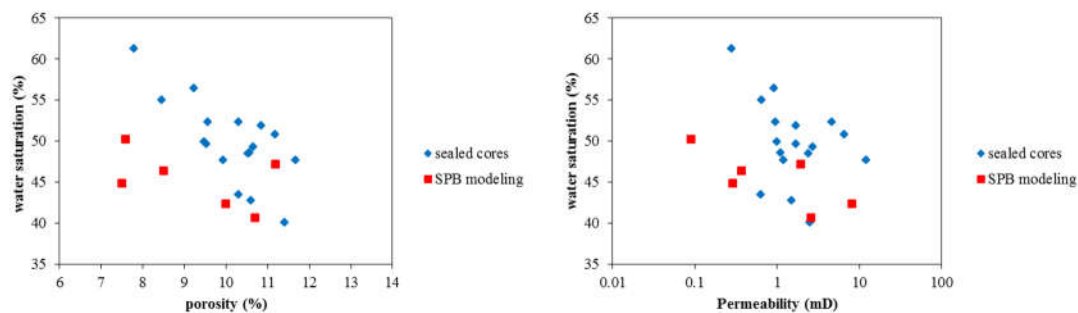 65
60
55
50
45
40
35
water saturation (%)
6 7 8 9 10 11 12 13 14
porosity (%)
sealed cores
SPB modeling
65
60
55
50
45
40
35
water saturation (%)
0.01 0.1 1 10 100
Permeability (mD)
sealed cores
SPB modeling